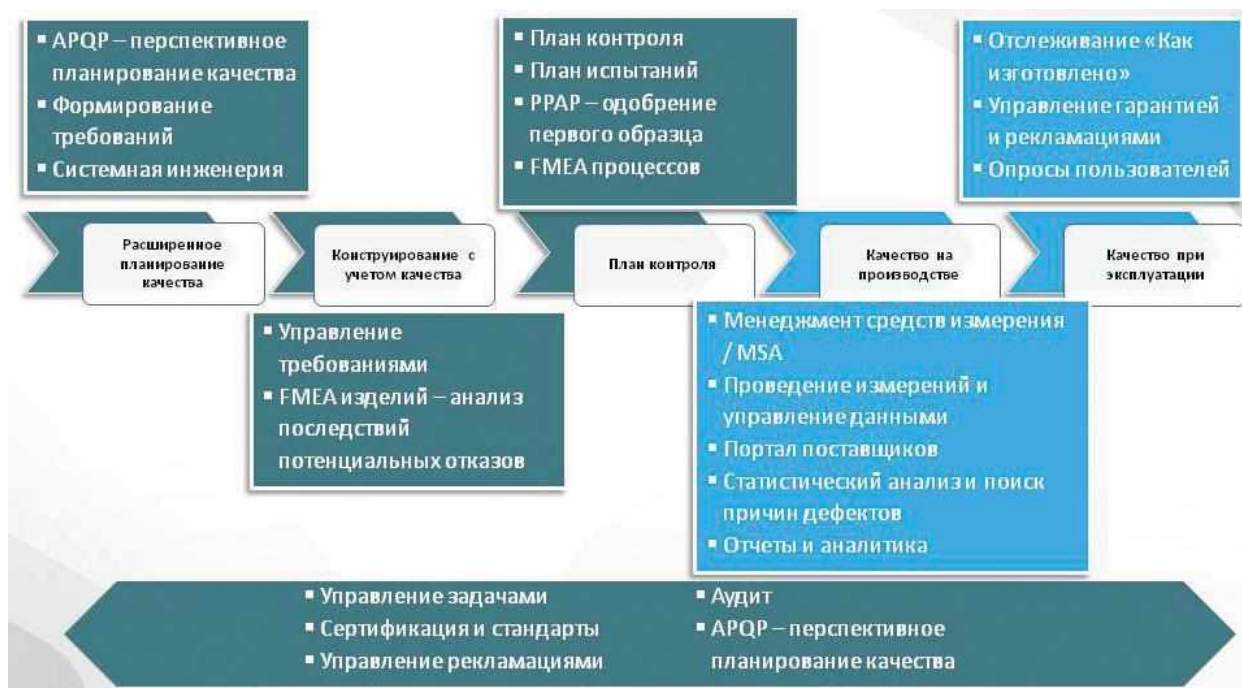 ▪ APQP – перспективное
планирование качества
▪ Формирование
требований
▪ Системная инженерия
▪ План контроля
▪ План испытаний
▪ PPAP – одобрение
первого образца
▪ FMEA процессов
▪ Отслеживание «Как
изготовлено»
▪ Управление гарантией
и рекламациями
▪ Опросы пользователей
Расширенное
планирование
качества
Конструирование с
учетом качества
План контроля
Качество на
производстве
Качество при
эксплуатации
▪ Управление
требованиями
▪ FMEA изделий – анализ
последствий
потенциальных отказов
▪ Менеджмент средств измерения
/ MSA
▪ Проведение измерений и
управление данными
▪ Портал поставщиков
▪ Статистический анализ и поиск
причин дефектов
▪ Отчеты и аналитика
▪ Управление задачами
▪ Сертификация и стандарты
▪ Управление рекламациями
▪ Аудит
▪ APQP – перспективное
планирование качества